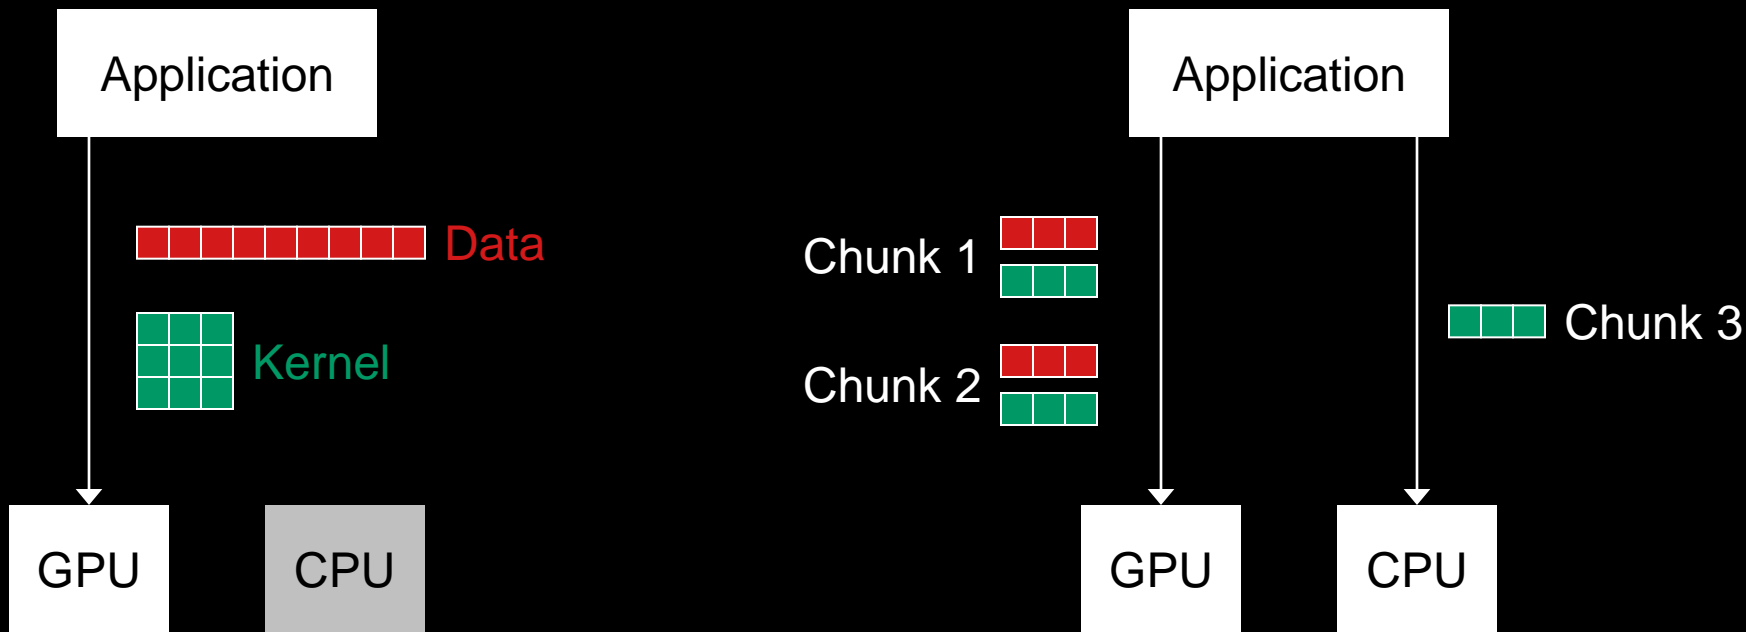 Application
Data
Kernel
GPU
CPU
Application
Chunk 1
Chunk 2
Chunk 3
GPU
CPU